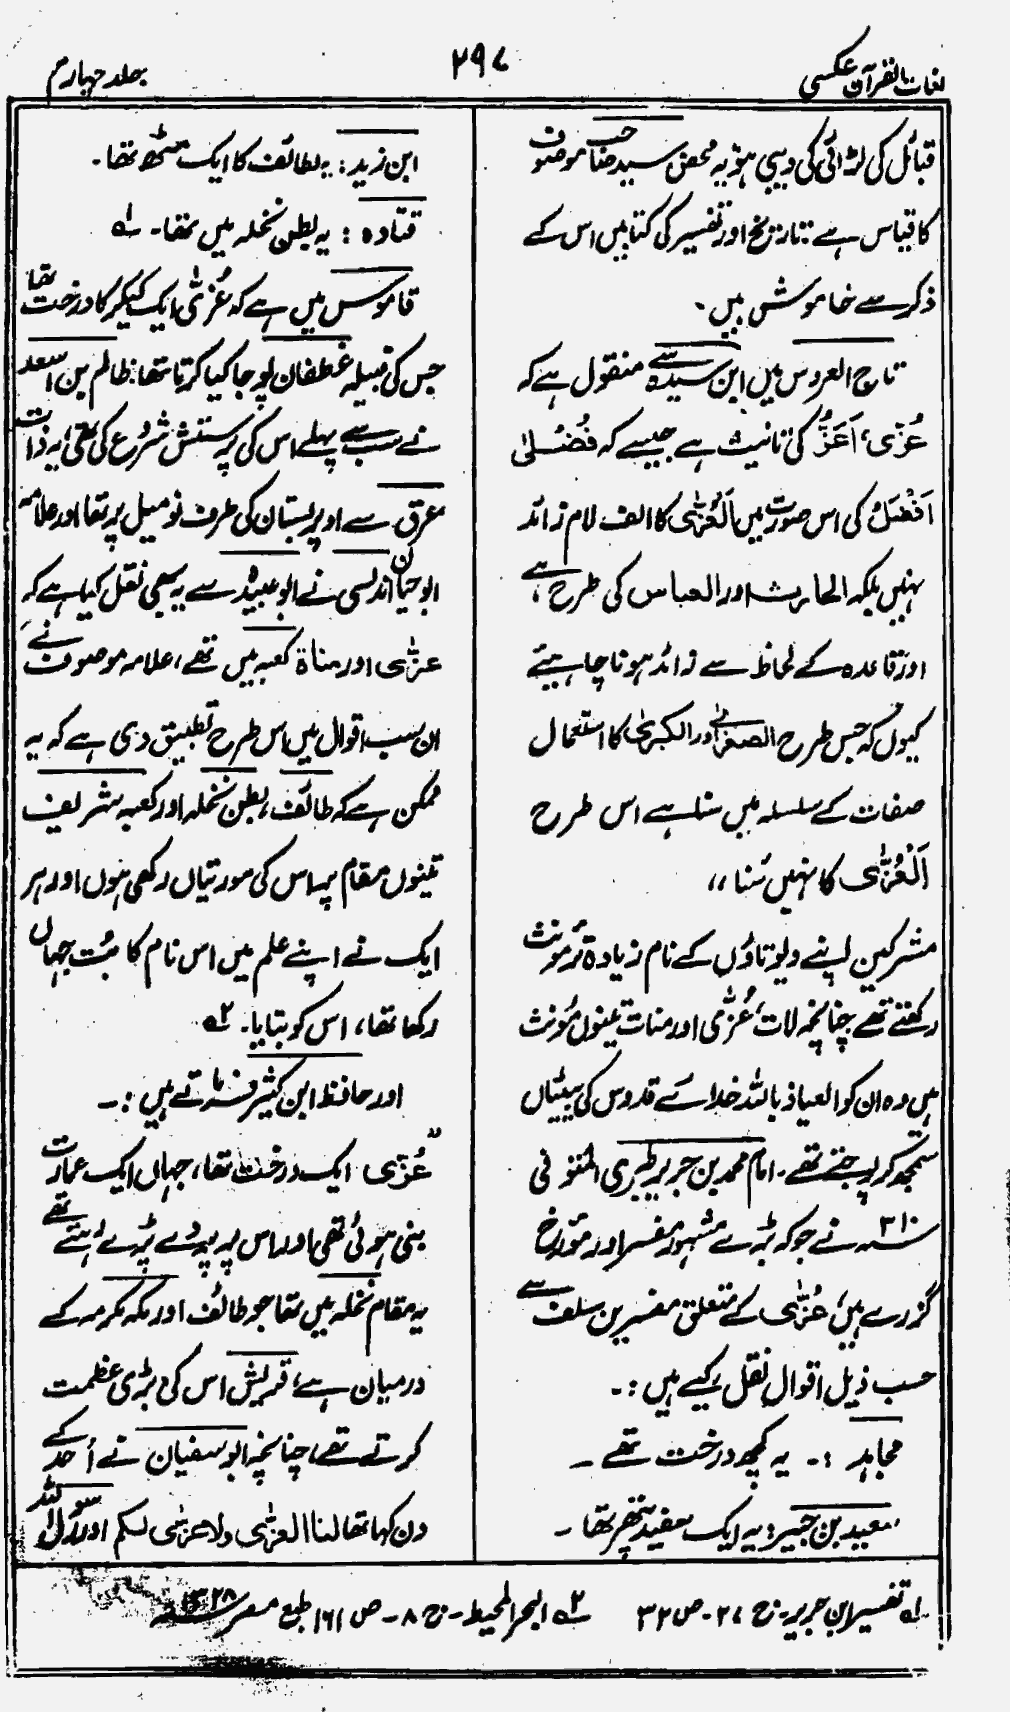 لغات القرآن عکسی
۲۹۷
جلد چہارم
قبائل کی لڑائی کی دیبی ہو یہ محض سید صاحب موصوف
کا قیاس ہے تاریخ اور تفسیر کی کتابیں اس کے
ذکر سے خاموش ہیں۔
تاج العروس میں ابن سیدہ سے منقول ہے کہ
عُزّٰی، اَعَزُّ کی تانیث ہے جیسے کہ فُضْلیٰ
اَفْضَلُ کی اس صورت میں اَلْعُزّٰی کا الف لام زائد
نہیں بلکہ الحارث اور العباس کی طرح ہے،
اور قاعدہ کے لحاظ سے زائد ہونا چاہیئے
کیوں کہ جس طرح الصغریٰ اور الکبریٰ کا استعمال
صفات کے سلسلہ میں سنا ہے اس طرح
اَلْعُزّٰی کا نہیں سُنا ،،
مشرکین اپنے دیوتاؤں کے نام زیادہ تر مؤنث
رکھتے تھے چنانچہ لات، عُزّٰی اور منات تینوں مؤنث
ہیں وہ ان کو العیاذ باللہ خدائے قدوس کی بیٹیاں
سمجھ کر پوجتے تھے۔ امام محمد بن جریر طبری المتوفی
۳۱۰ھ نے جو کہ بڑے مشہور مفسر اور مؤرخ
گزرے ہیں، عُزّٰی کے متعلق مفسرین سلف سے
حسب ذیل اقوال نقل کیے ہیں :۔
مجاہد :۔ یہ کچھ درخت تھے ۔
سعید بن جبیر: یہ ایک سفید پتھر تھا ۔
ابن زید: یہ طائف کا ایک مٹھ تھا۔
قتادہ: یہ بطن نخلہ میں تھا۔ ۱ھ
قاموس میں ہے کہ عُزّٰی ایک کیکر کا درخت تھا
جس کی قبیلہ غطفان پوجا کیا کرتا تھا: ظالم بن اسعد
نے سب سے پہلے اس کی پرستش شروع کی تھی یہ ذات
عرق سے اوپر بستان کی طرف نو میل پر تھا اور علامہ
ابو حیان اندلسی نے ابو عبیدہ سے یہ بھی نقل کیا ہے کہ
عزّٰی اور مناۃ کعبہ میں تھے، علامہ موصوف نے
ان سب اقوال میں اس طرح تطبیق دی ہے کہ یہ
ممکن ہے کہ طائف، بطن نخلہ اور کعبہ شریف
تینوں مقام پر اس کی مورتیاں رکھی ہوں اور ہر
ایک نے اپنے علم میں اس نام کا بُت جہاں
رکھا تھا، اس کو بتایا۔ ۲ھ
اور حافظ ابن کثیر فرماتے ہیں :۔
”عُزّٰی ایک درخت تھا، جہاں ایک عمارت
بنی ہوئی تھی اور اس پر پردے پڑے رہتے تھے
یہ مقام نخلہ میں تھا جو طائف اور مکہ مکرمہ کے
درمیان ہے، قریش اس کی بڑی عظمت
کرتے تھے، چنانچہ ابوسفیان نے اُحد کے
دن کہا تھا لنا العزّٰی ولا عزّٰی لکم اور رسول اللہ
۱ھ تفسیر ابن جریر۔ ج ۲۷۔ ص ۳۲ ۲ھ البحر المحیط۔ ج ۸۔ ص ۱۶۱ طبع مصر ۱۳۲۸ھ